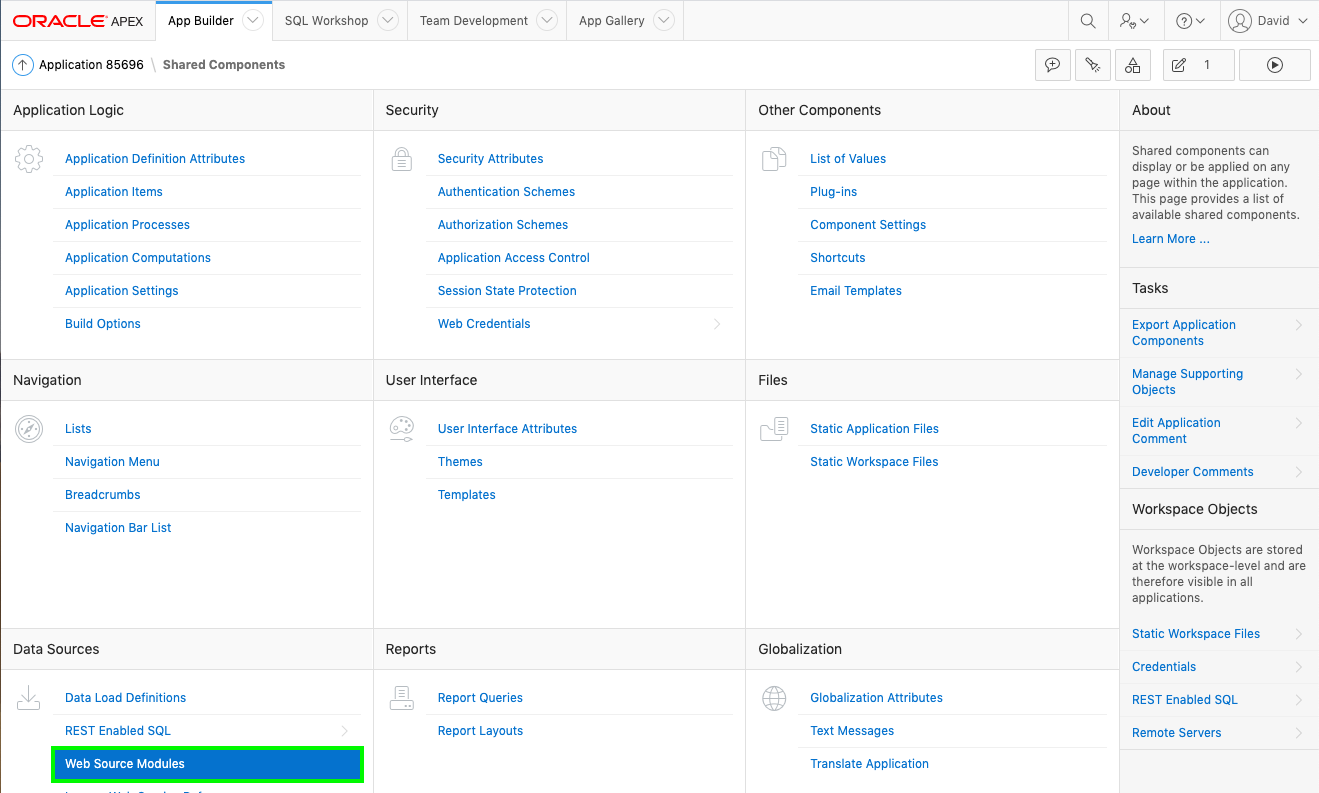 ORACLE APEX
App Builder
SQL Workshop
Team Development
App Gallery
David
Application 85696 \ Shared Components
1
Application Logic
Application Definition Attributes
Application Items
Application Processes
Application Computations
Application Settings
Build Options
Security
Security Attributes
Authentication Schemes
Authorization Schemes
Application Access Control
Session State Protection
Web Credentials
Other Components
List of Values
Plug-ins
Component Settings
Shortcuts
Email Templates
About
Shared components can
display or be applied on any
page within the application.
This page provides a list of
available shared components.
Learn More ...
Tasks
Export Application
Components
Manage Supporting
Objects
Edit Application
Comment
Developer Comments
Navigation
Lists
Navigation Menu
Breadcrumbs
Navigation Bar List
User Interface
User Interface Attributes
Themes
Templates
Files
Static Application Files
Static Workspace Files
Workspace Objects
Workspace Objects are stored
at the workspace-level and are
therefore visible in all
applications.
Static Workspace Files
Credentials
REST Enabled SQL
Remote Servers
Data Sources
Data Load Definitions
REST Enabled SQL
Web Source Modules
Reports
Report Queries
Report Layouts
Globalization
Globalization Attributes
Text Messages
Translate Application